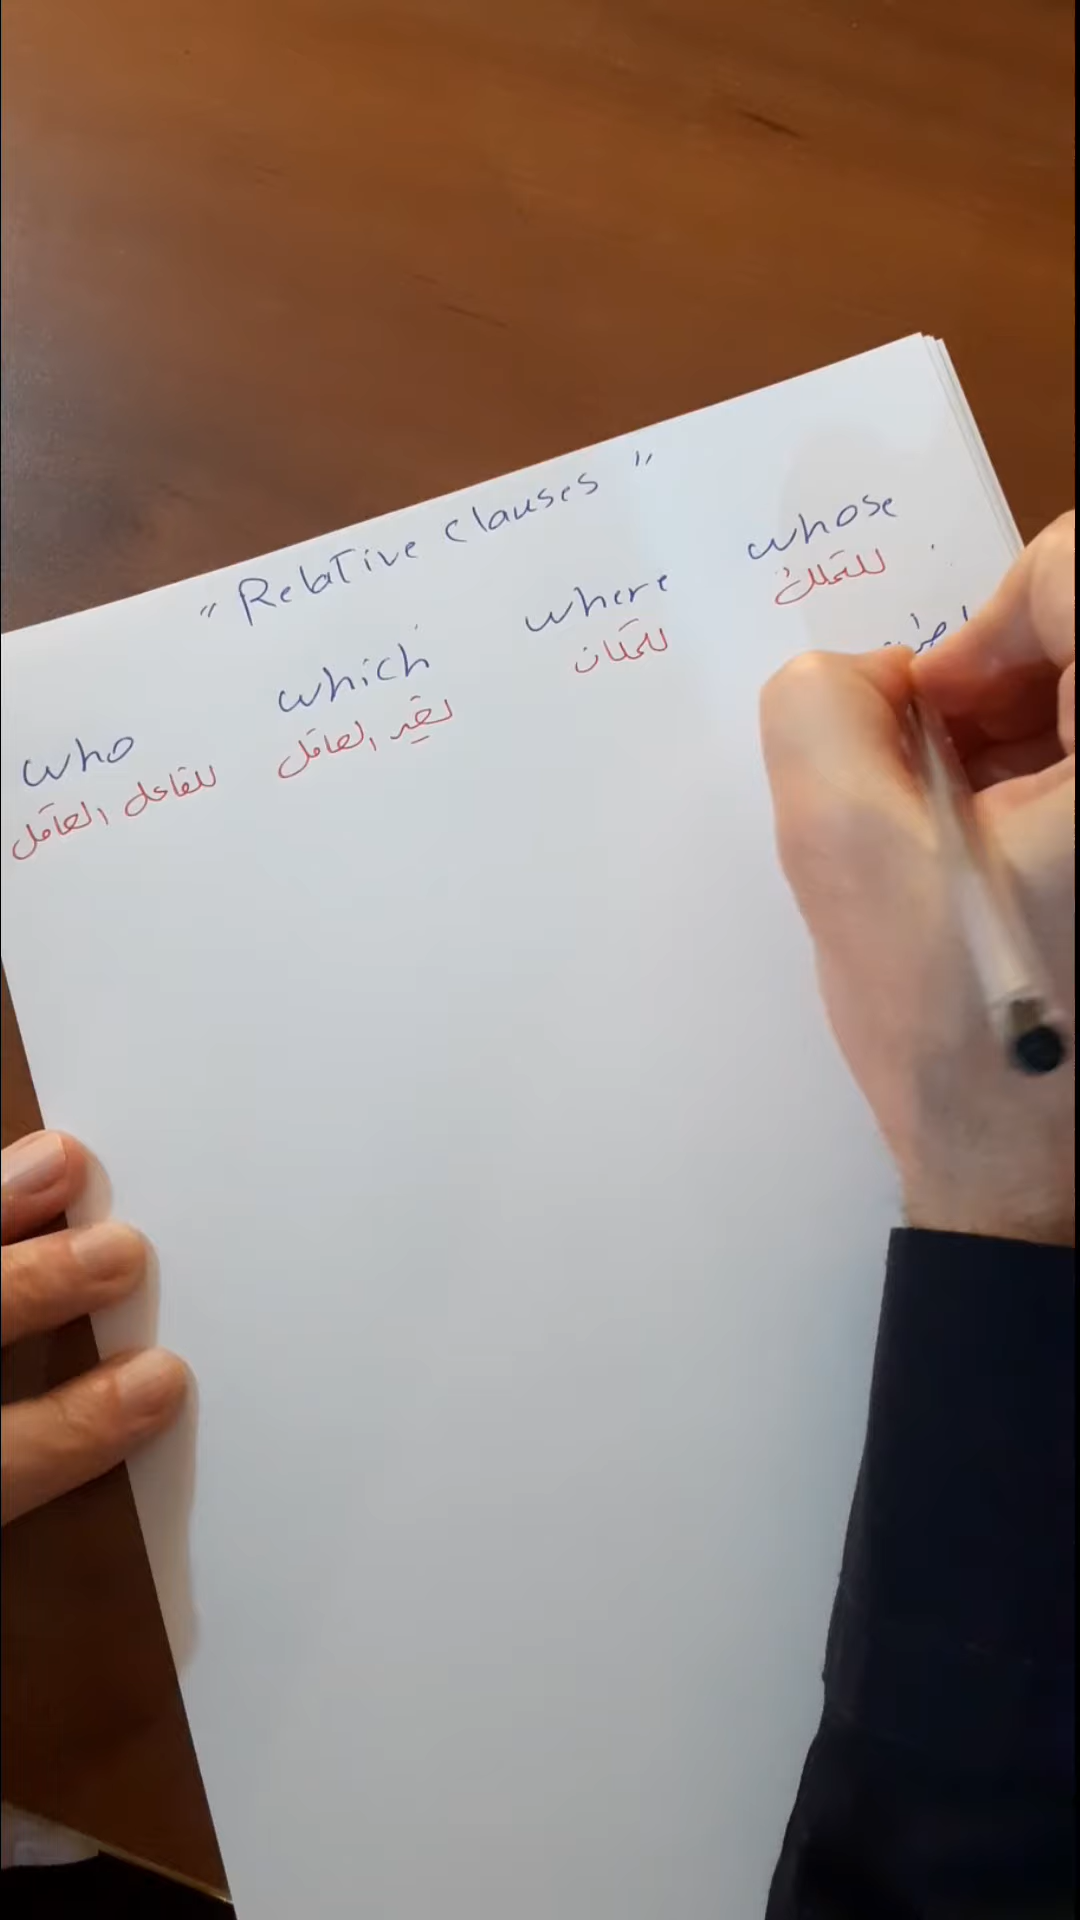 " Relative Clauses "
who which where whose
للفاعل العاقل لغير العاقل للمكان للتملك